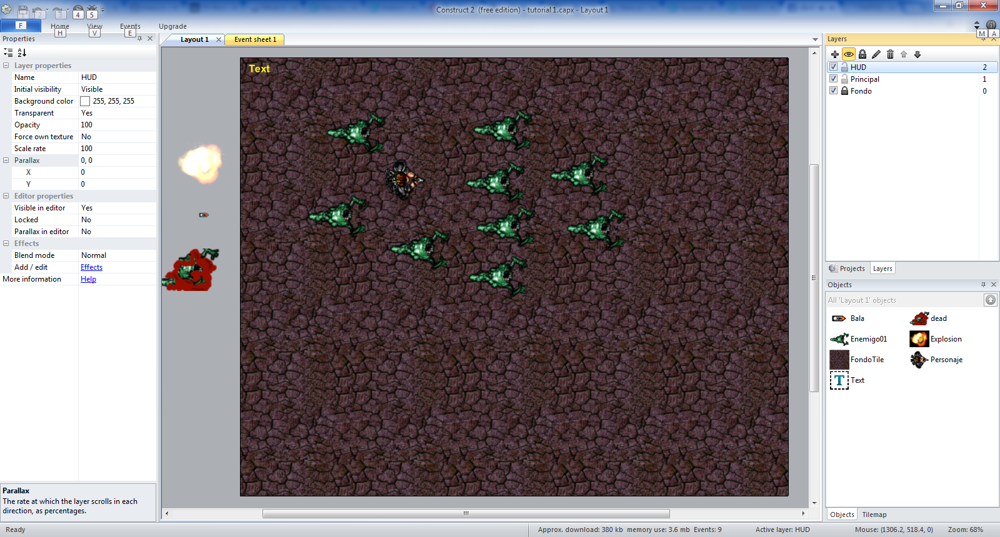 Construct 2  (free edition) - tutorial 1.capx - Layout 1
1 2 3 4 5
F
Home View Events Upgrade
H V E M A
Properties
Layer properties
Name HUD
Initial visibility Visible
Background color 255, 255, 255
Transparent Yes
Opacity 100
Force own texture No
Scale rate 100
Parallax 0, 0
X 0
Y 0
Editor properties
Visible in editor Yes
Locked No
Parallax in editor No
Effects
Blend mode Normal
Add / edit Effects
More information Help
Parallax
The rate at which the layer scrolls in each
direction, as percentages.
Layout 1 Event sheet 1
Text
Layers
HUD 2
Principal 1
Fondo 0
Projects Layers
Objects
All 'Layout 1' objects
Bala dead
Enemigo01 Explosion
FondoTile Personaje
T Text
Objects Tilemap
Ready Approx. download: 380 kb memory use: 3.6 mb Events: 9 Active layer: HUD Mouse: (1306.2, 518.4, 0) Zoom: 68%